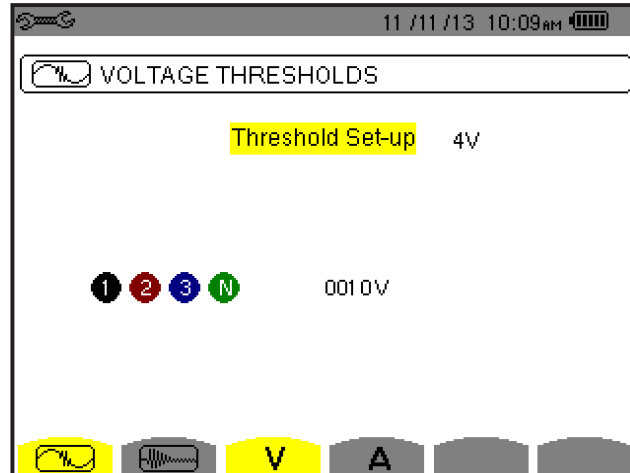 11 /11 /13 10:09AM
VOLTAGE THRESHOLDS
Threshold Set-up 4V
1 2 3 N 0010V
V A